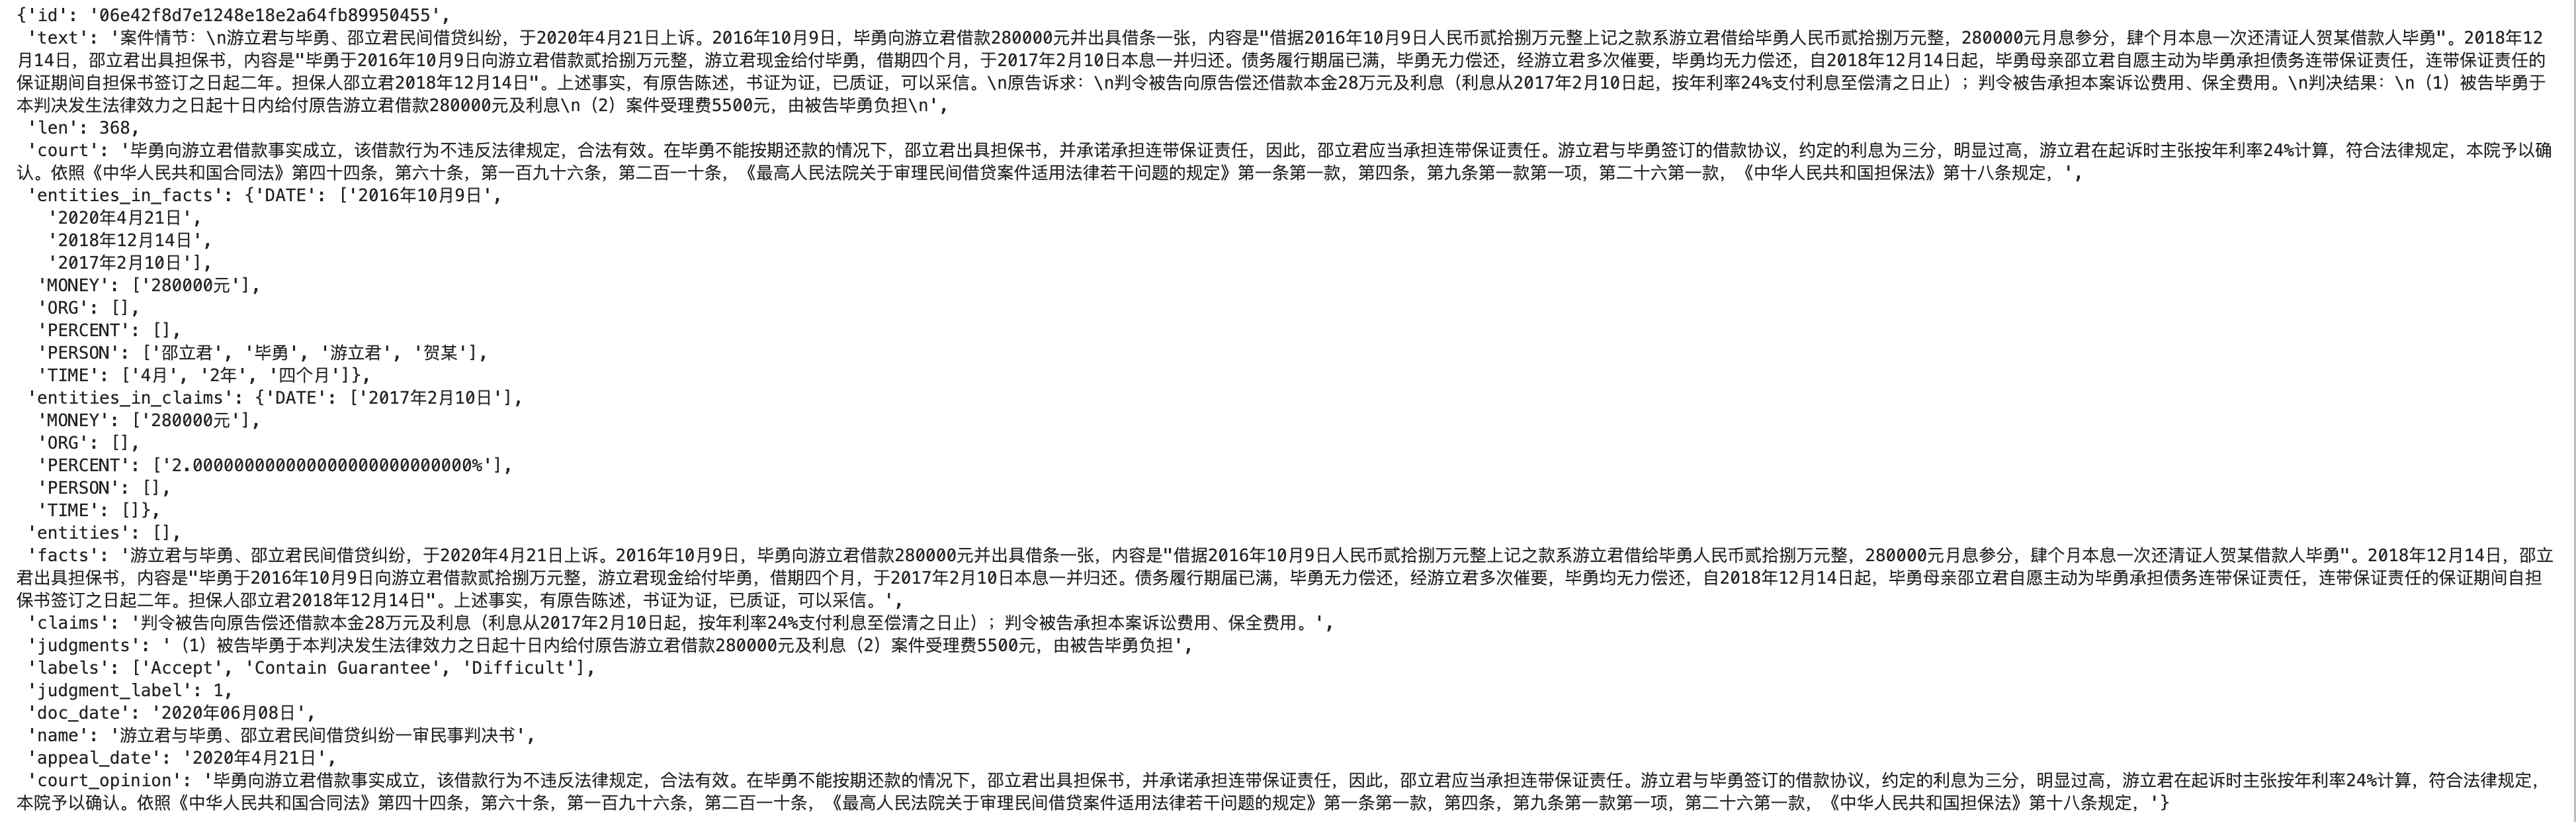 {'id': '06e42f8d7e1248e18e2a64fb89950455',
'text': '案件情节：\n游立君与毕勇、邵立君民间借贷纠纷，于2020年4月21日上诉。2016年10月9日，毕勇向游立君借款280000元并出具借条一张，内容是"借据2016年10月9日人民币贰拾捌万元整上记之款系游立君借给毕勇人民币贰拾捌万元整，280000元月息参分，肆个月本息一次还清证人贺某借款人毕勇"。2018年12
月14日，邵立君出具担保书，内容是"毕勇于2016年10月9日向游立君借款贰拾捌万元整，游立君现金给付毕勇，借期四个月，于2017年2月10日本息一并归还。债务履行期届已满，毕勇无力偿还，经游立君多次催要，毕勇均无力偿还，自2018年12月14日起，毕勇母亲邵立君自愿主动为毕勇承担债务连带保证责任，连带保证责任的
保证期间自担保书签订之日起二年。担保人邵立君2018年12月14日"。上述事实，有原告陈述，书证为证，已质证，可以采信。\n原告诉求：\n判令被告向原告偿还借款本金28万元及利息（利息从2017年2月10日起，按年利率24%支付利息至偿清之日止）；判令被告承担本案诉讼费用、保全费用。\n判决结果：\n（1）被告毕勇于
本判决发生法律效力之日起十日内给付原告游立君借款280000元及利息\n（2）案件受理费5500元，由被告毕勇负担\n',
'len': 368,
'court': '毕勇向游立君借款事实成立，该借款行为不违反法律规定，合法有效。在毕勇不能按期还款的情况下，邵立君出具担保书，并承诺承担连带保证责任，因此，邵立君应当承担连带保证责任。游立君与毕勇签订的借款协议，约定的利息为三分，明显过高，游立君在起诉时主张按年利率24%计算，符合法律规定，本院予以确
认。依照《中华人民共和国合同法》第四十四条，第六十条，第一百九十六条，第二百一十条，《最高人民法院关于审理民间借贷案件适用法律若干问题的规定》第一条第一款，第四条，第九条第一款第一项，第二十六第一款，《中华人民共和国担保法》第十八条规定，',
'entities_in_facts': {'DATE': ['2016年10月9日',
'2020年4月21日',
'2018年12月14日',
'2017年2月10日'],
'MONEY': ['280000元'],
'ORG': [],
'PERCENT': [],
'PERSON': ['邵立君', '毕勇', '游立君', '贺某'],
'TIME': ['4月', '2年', '四个月']},
'entities_in_claims': {'DATE': ['2017年2月10日'],
'MONEY': ['280000元'],
'ORG': [],
'PERCENT': ['2.000000000000000000000000000%'],
'PERSON': [],
'TIME': []},
'entities': [],
'facts': '游立君与毕勇、邵立君民间借贷纠纷，于2020年4月21日上诉。2016年10月9日，毕勇向游立君借款280000元并出具借条一张，内容是"借据2016年10月9日人民币贰拾捌万元整上记之款系游立君借给毕勇人民币贰拾捌万元整，280000元月息参分，肆个月本息一次还清证人贺某借款人毕勇"。2018年12月14日，邵立
君出具担保书，内容是"毕勇于2016年10月9日向游立君借款贰拾捌万元整，游立君现金给付毕勇，借期四个月，于2017年2月10日本息一并归还。债务履行期届已满，毕勇无力偿还，经游立君多次催要，毕勇均无力偿还，自2018年12月14日起，毕勇母亲邵立君自愿主动为毕勇承担债务连带保证责任，连带保证责任的保证期间自担
保书签订之日起二年。担保人邵立君2018年12月14日"。上述事实，有原告陈述，书证为证，已质证，可以采信。',
'claims': '判令被告向原告偿还借款本金28万元及利息（利息从2017年2月10日起，按年利率24%支付利息至偿清之日止）；判令被告承担本案诉讼费用、保全费用。',
'judgments': '（1）被告毕勇于本判决发生法律效力之日起十日内给付原告游立君借款280000元及利息（2）案件受理费5500元，由被告毕勇负担',
'labels': ['Accept', 'Contain Guarantee', 'Difficult'],
'judgment_label': 1,
'doc_date': '2020年06月08日',
'name': '游立君与毕勇、邵立君民间借贷纠纷一审民事判决书',
'appeal_date': '2020年4月21日',
'court_opinion': '毕勇向游立君借款事实成立，该借款行为不违反法律规定，合法有效。在毕勇不能按期还款的情况下，邵立君出具担保书，并承诺承担连带保证责任，因此，邵立君应当承担连带保证责任。游立君与毕勇签订的借款协议，约定的利息为三分，明显过高，游立君在起诉时主张按年利率24%计算，符合法律规定，
本院予以确认。依照《中华人民共和国合同法》第四十四条，第六十条，第一百九十六条，第二百一十条，《最高人民法院关于审理民间借贷案件适用法律若干问题的规定》第一条第一款，第四条，第九条第一款第一项，第二十六第一款，《中华人民共和国担保法》第十八条规定，'}